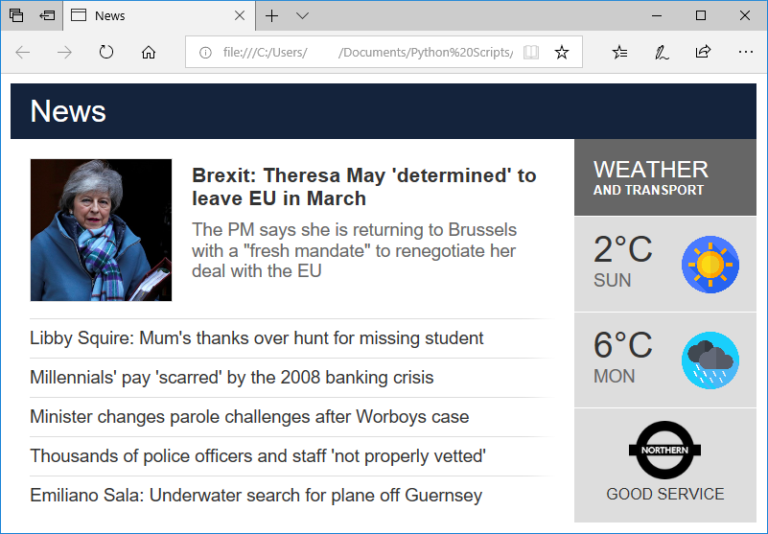 News
file:///C:/Users/ /Documents/Python%20Scripts/
News
Brexit: Theresa May 'determined' to
leave EU in March
The PM says she is returning to Brussels
with a "fresh mandate" to renegotiate her
deal with the EU
Libby Squire: Mum's thanks over hunt for missing student
Millennials' pay 'scarred' by the 2008 banking crisis
Minister changes parole challenges after Worboys case
Thousands of police officers and staff 'not properly vetted'
Emiliano Sala: Underwater search for plane off Guernsey
WEATHER
AND TRANSPORT
2°C
SUN
6°C
MON
NORTHERN
GOOD SERVICE